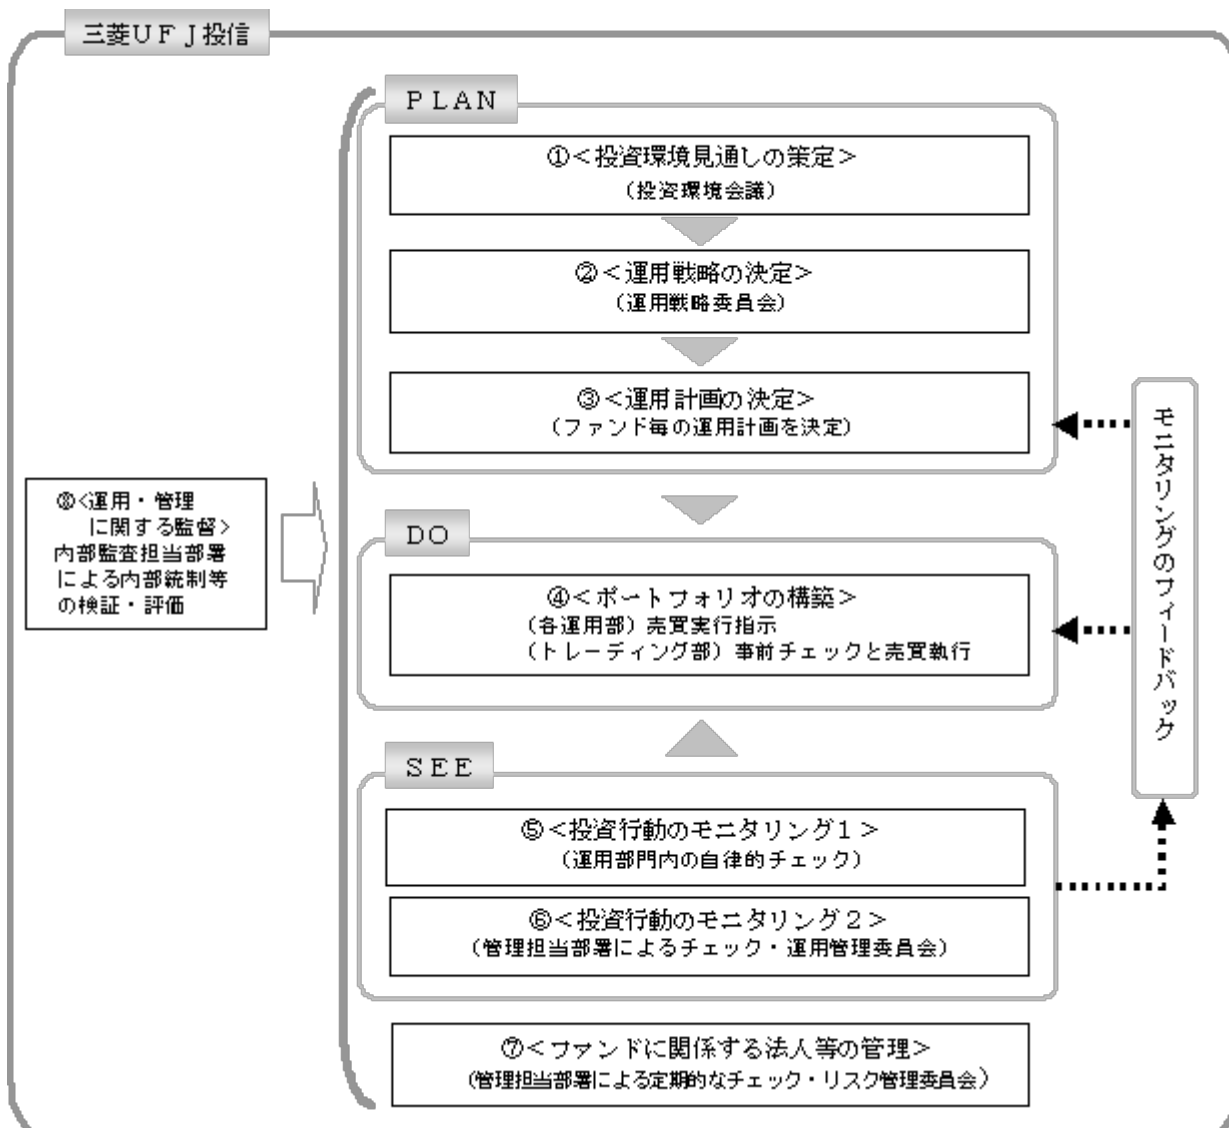 三菱UFJ投信
PLAN
①<投資環境見通しの策定>
(投資環境会議)
②<運用戦略の決定>
(運用戦略委員会)
③<運用計画の決定>
(ファンド毎の運用計画を決定)
モニタリングのフィードバック
⑧<運用・管理
に関する監督>
内部監査担当部署
による内部統制等
の検証・評価
DO
④<ポートフォリオの構築>
(各運用部)売買実行指示
(トレーディング部)事前チェックと売買執行
SEE
⑤<投資行動のモニタリング1>
(運用部門内の自律的チェック)
⑥<投資行動のモニタリング2>
(管理担当部署によるチェック・運用管理委員会)
⑦<ファンドに関係する法人等の管理>
(管理担当部署による定期的なチェック・リスク管理委員会)